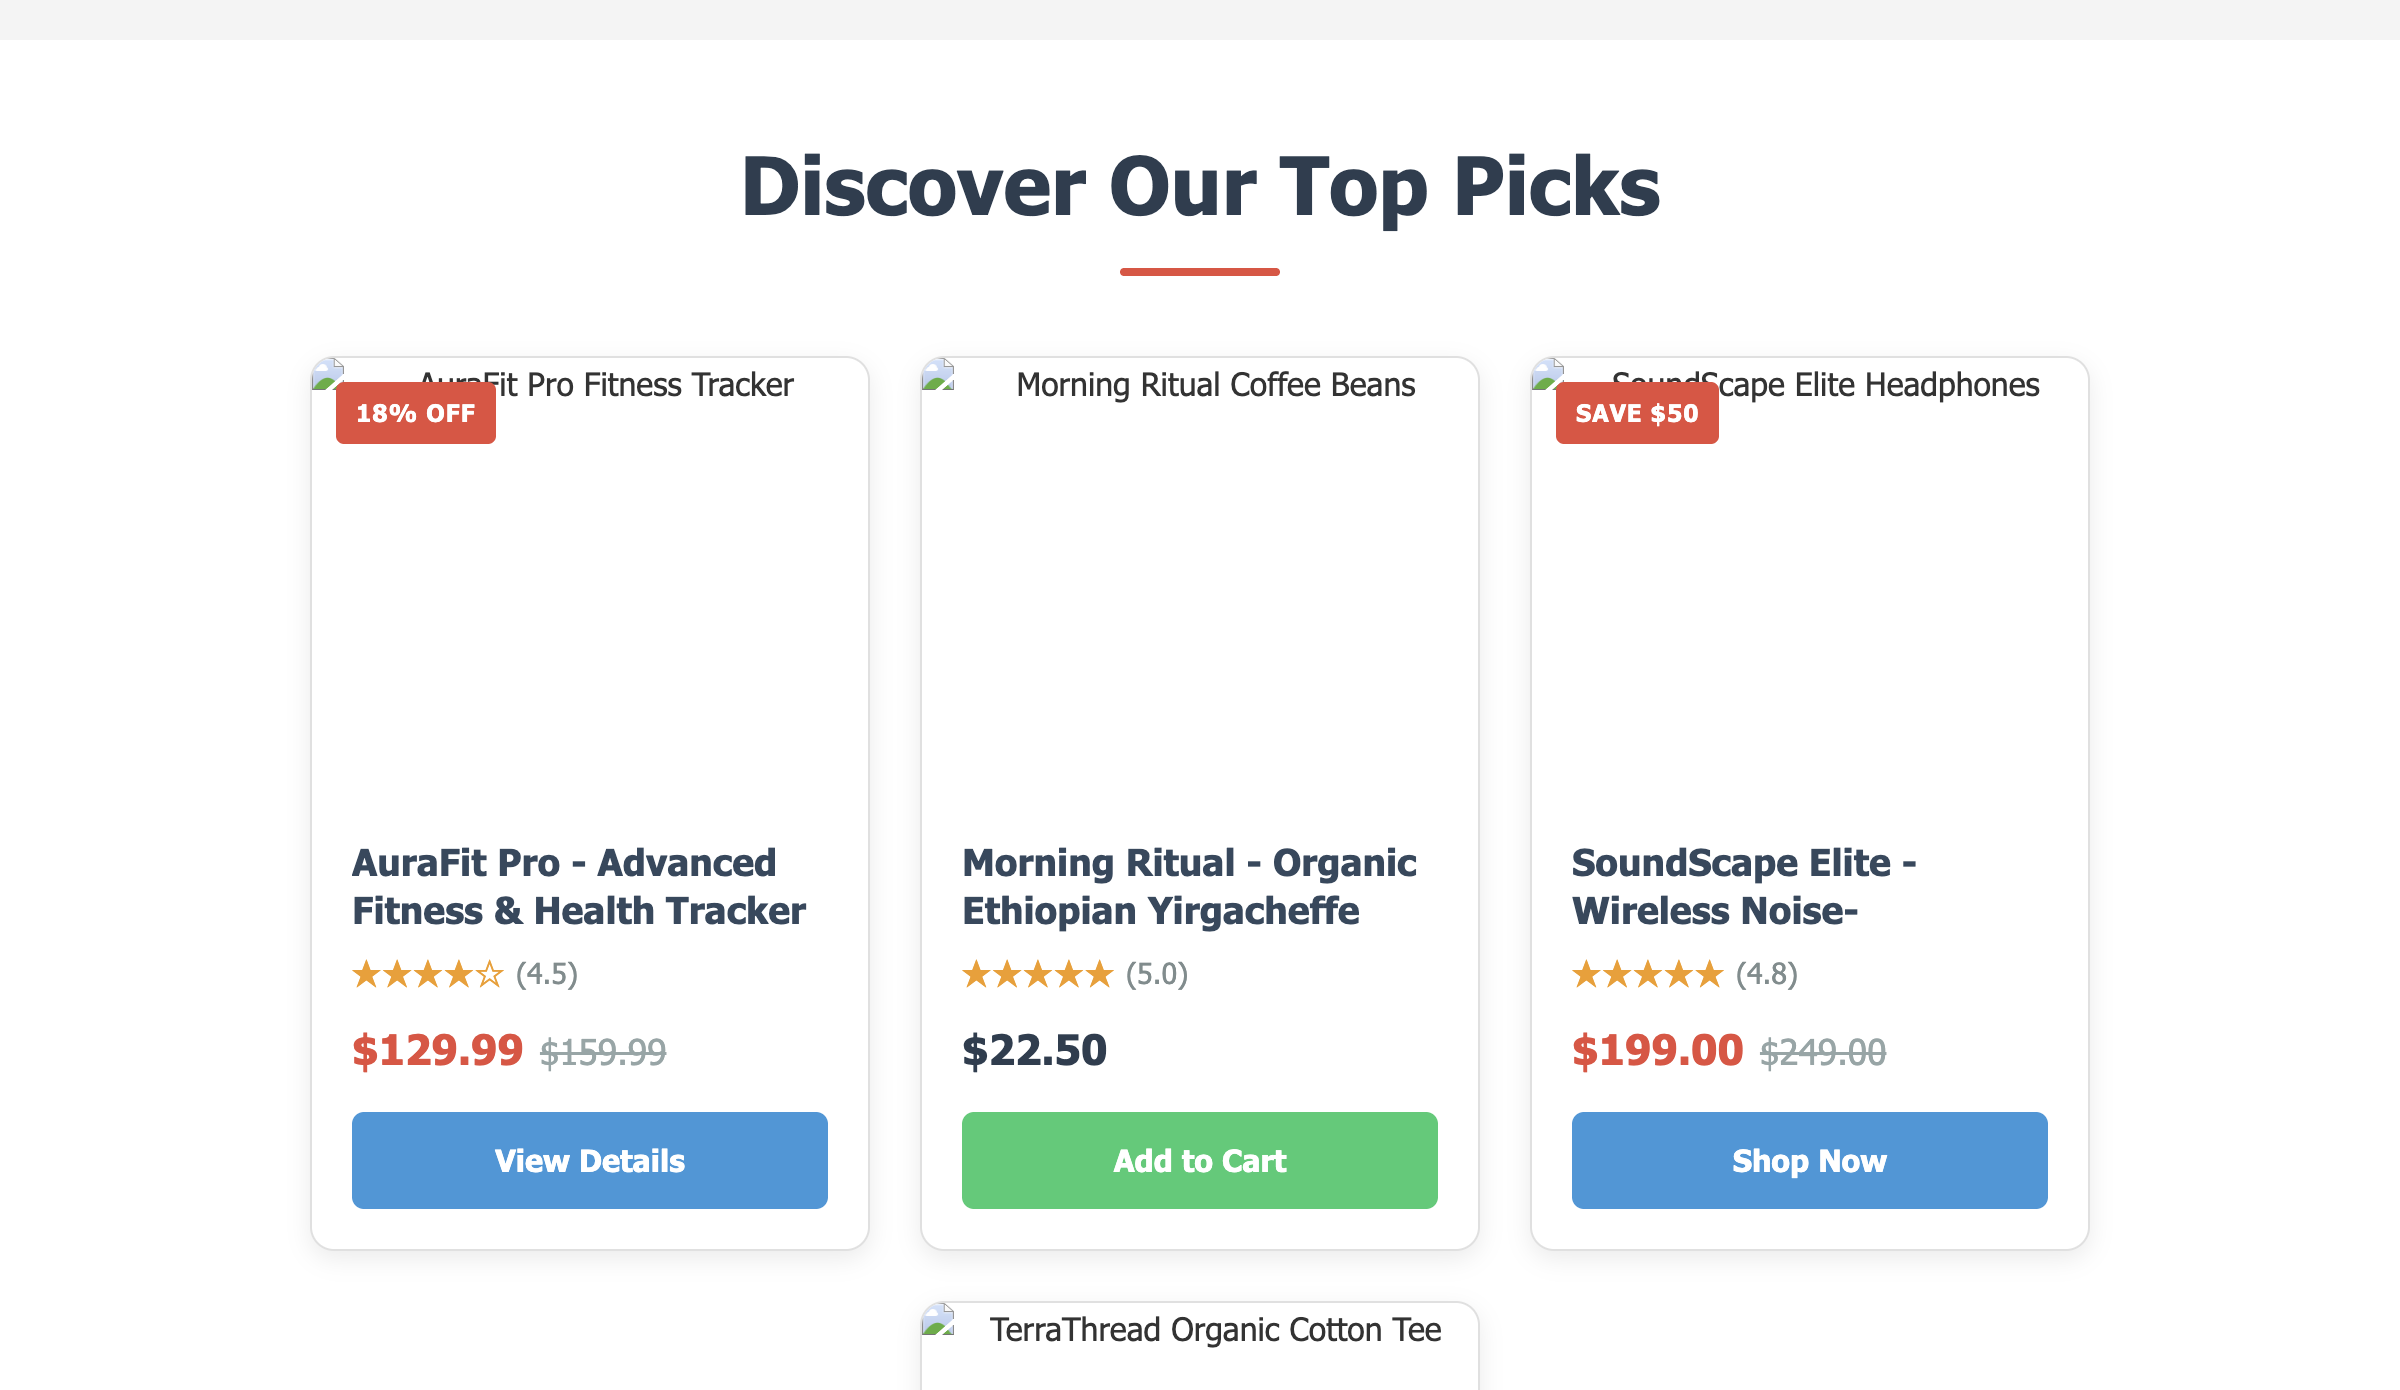 Discover Our Top Picks
AuraFit Pro Fitness Tracker
18% OFF
AuraFit Pro - Advanced
Fitness & Health Tracker
★★★★☆ (4.5)
$129.99 $159.99
View Details
Morning Ritual Coffee Beans
Morning Ritual - Organic
Ethiopian Yirgacheffe
★★★★★ (5.0)
$22.50
Add to Cart
SoundScape Elite Headphones
SAVE $50
SoundScape Elite -
Wireless Noise-
★★★★★ (4.8)
$199.00 $249.00
Shop Now
TerraThread Organic Cotton Tee